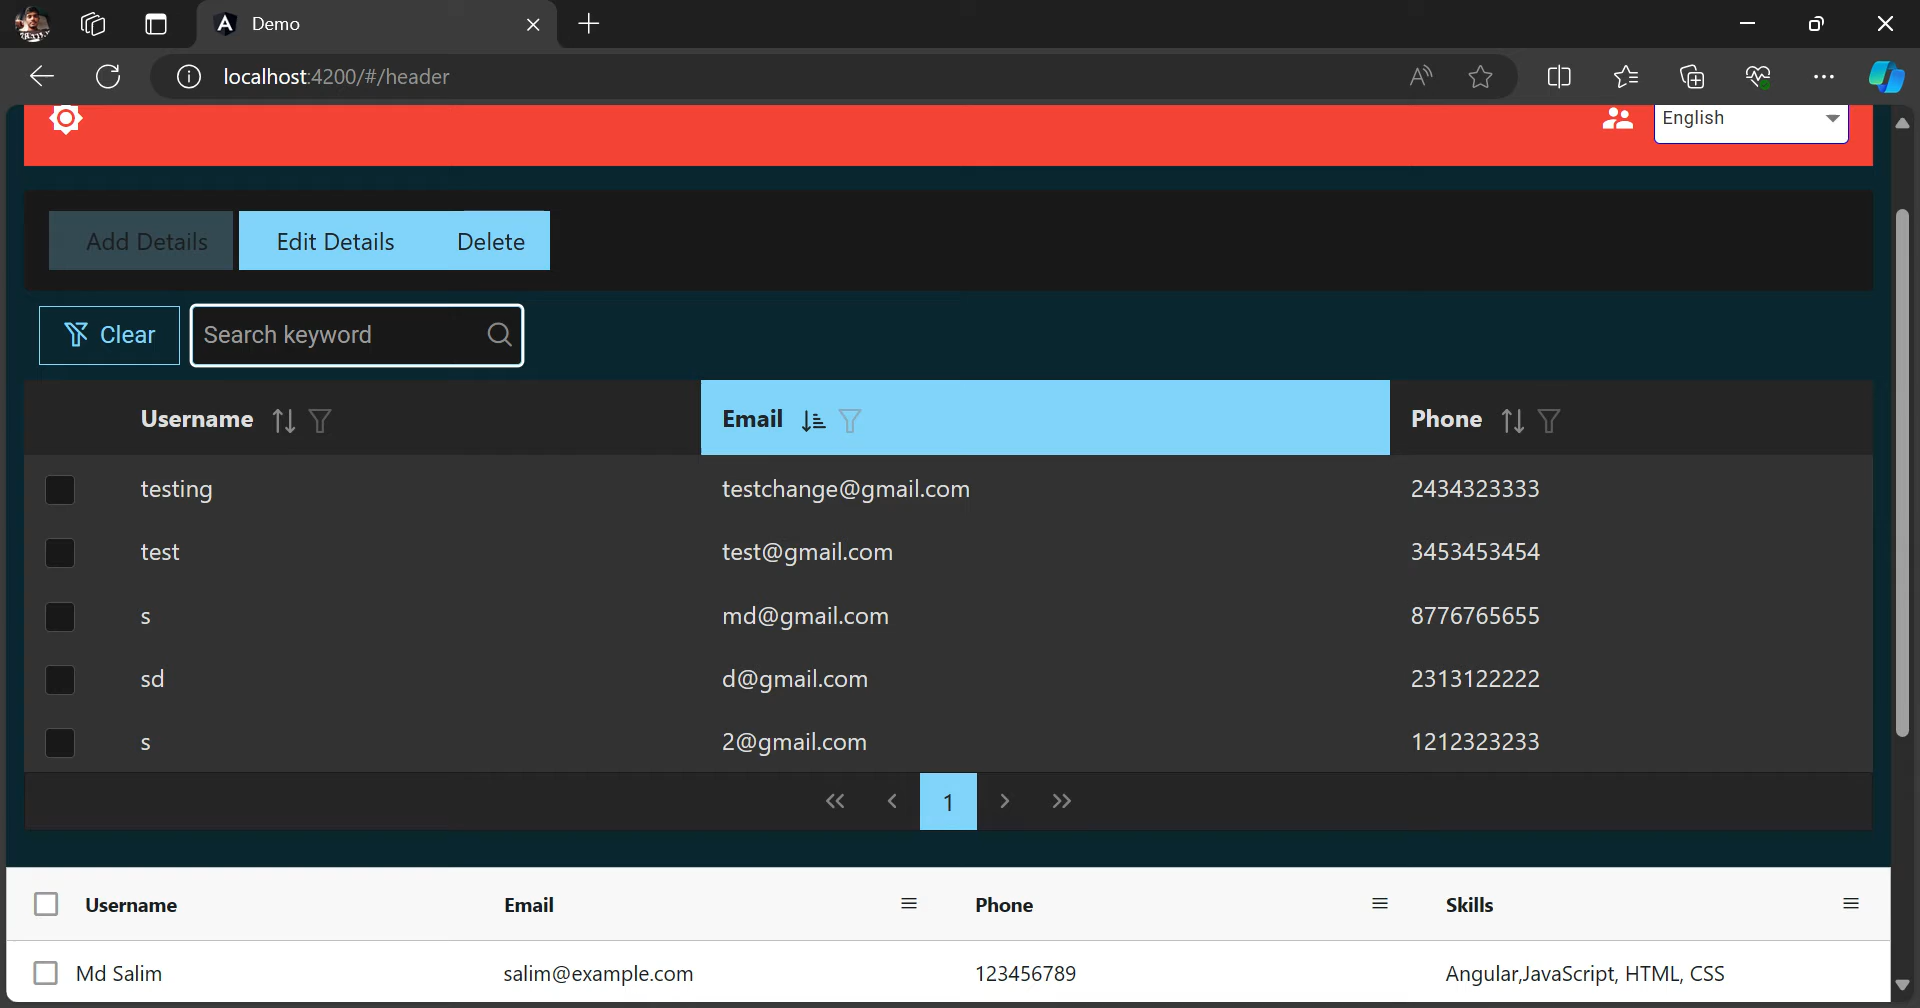 Demo
localhost:4200/#/header
English
Add Details Edit Details Delete
Clear Search keyword
Username Email Phone
testing testchange@gmail.com 2434323333
test test@gmail.com 3453453454
s md@gmail.com 8776765655
sd d@gmail.com 2313122222
s 2@gmail.com 1212323233
1
Username Email Phone Skills
Md Salim salim@example.com 123456789 Angular,JavaScript, HTML, CSS